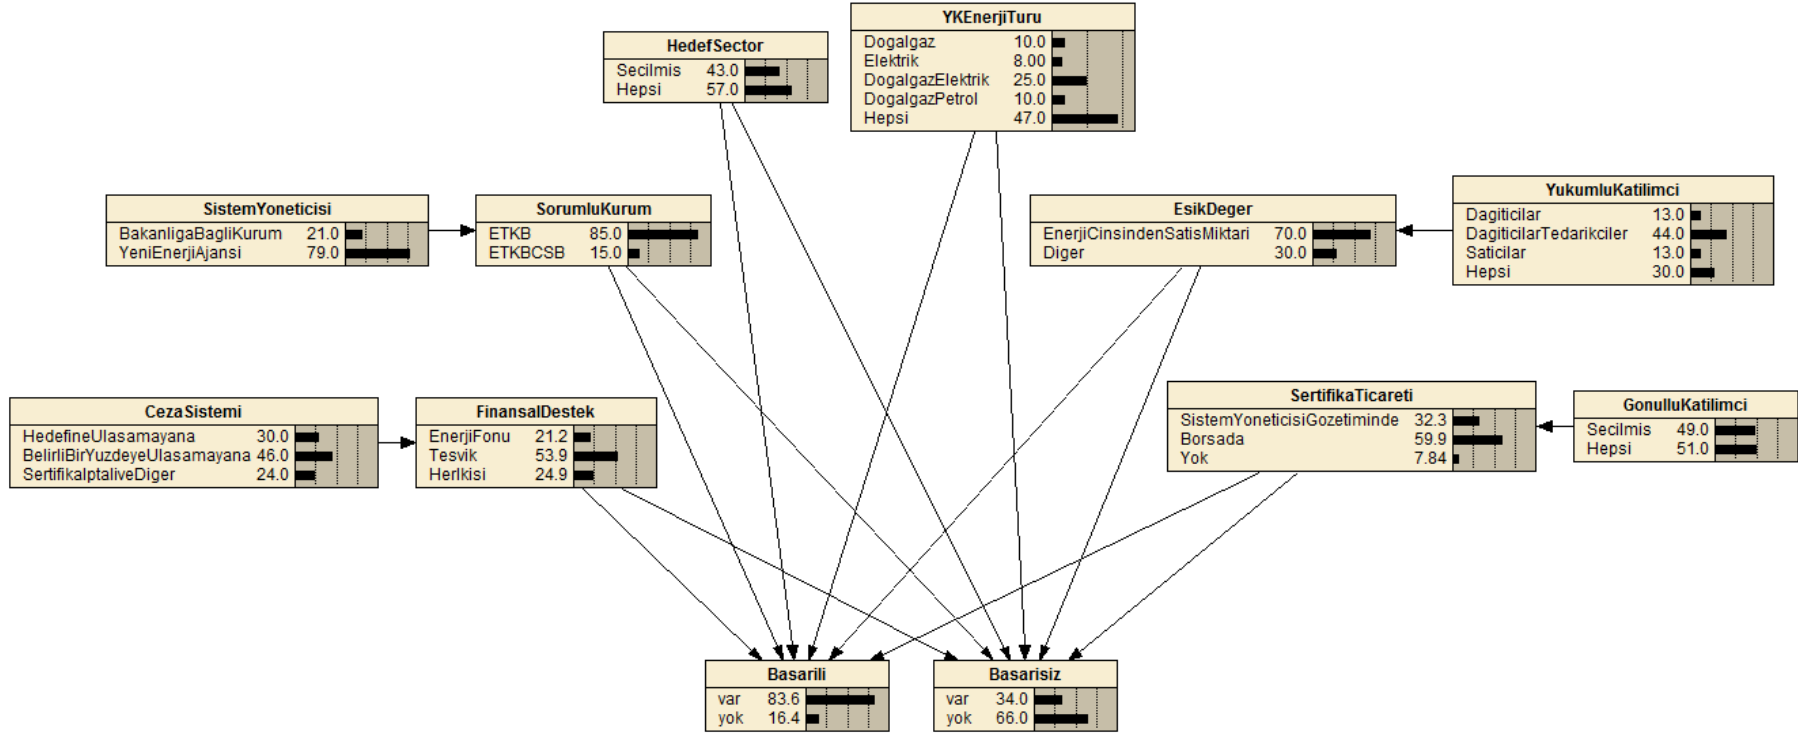 YKEnerjiTuru
Dogalgaz 10.0
Elektrik 8.00
DogalgazElektrik 25.0
DogalgazPetrol 10.0
Hepsi 47.0
HedefSector
Secilmis 43.0
Hepsi 57.0
SistemYoneticisi
BakanligaBagliKurum 21.0
YeniEnerjiAjansi 79.0
SorumluKurum
ETKB 85.0
ETKBCSB 15.0
EsikDeger
EnerjiCinsindenSatisMiktari 70.0
Diger 30.0
YukumluKatilimci
Dagiticilar 13.0
DagiticilarTedarikciler 44.0
Saticilar 13.0
Hepsi 30.0
CezaSistemi
HedefineUlasamayana 30.0
BelirliBirYuzdeyeUlasamayana 46.0
SertifikaIptaliveDiger 24.0
FinansalDestek
EnerjiFonu 21.2
Tesvik 53.9
HerIkisi 24.9
SertifikaTicareti
SistemYoneticisiGozetiminde 32.3
Borsada 59.9
Yok 7.84
GonulluKatilimci
Secilmis 49.0
Hepsi 51.0
Basarili
var 83.6
yok 16.4
Basarisiz
var 34.0
yok 66.0